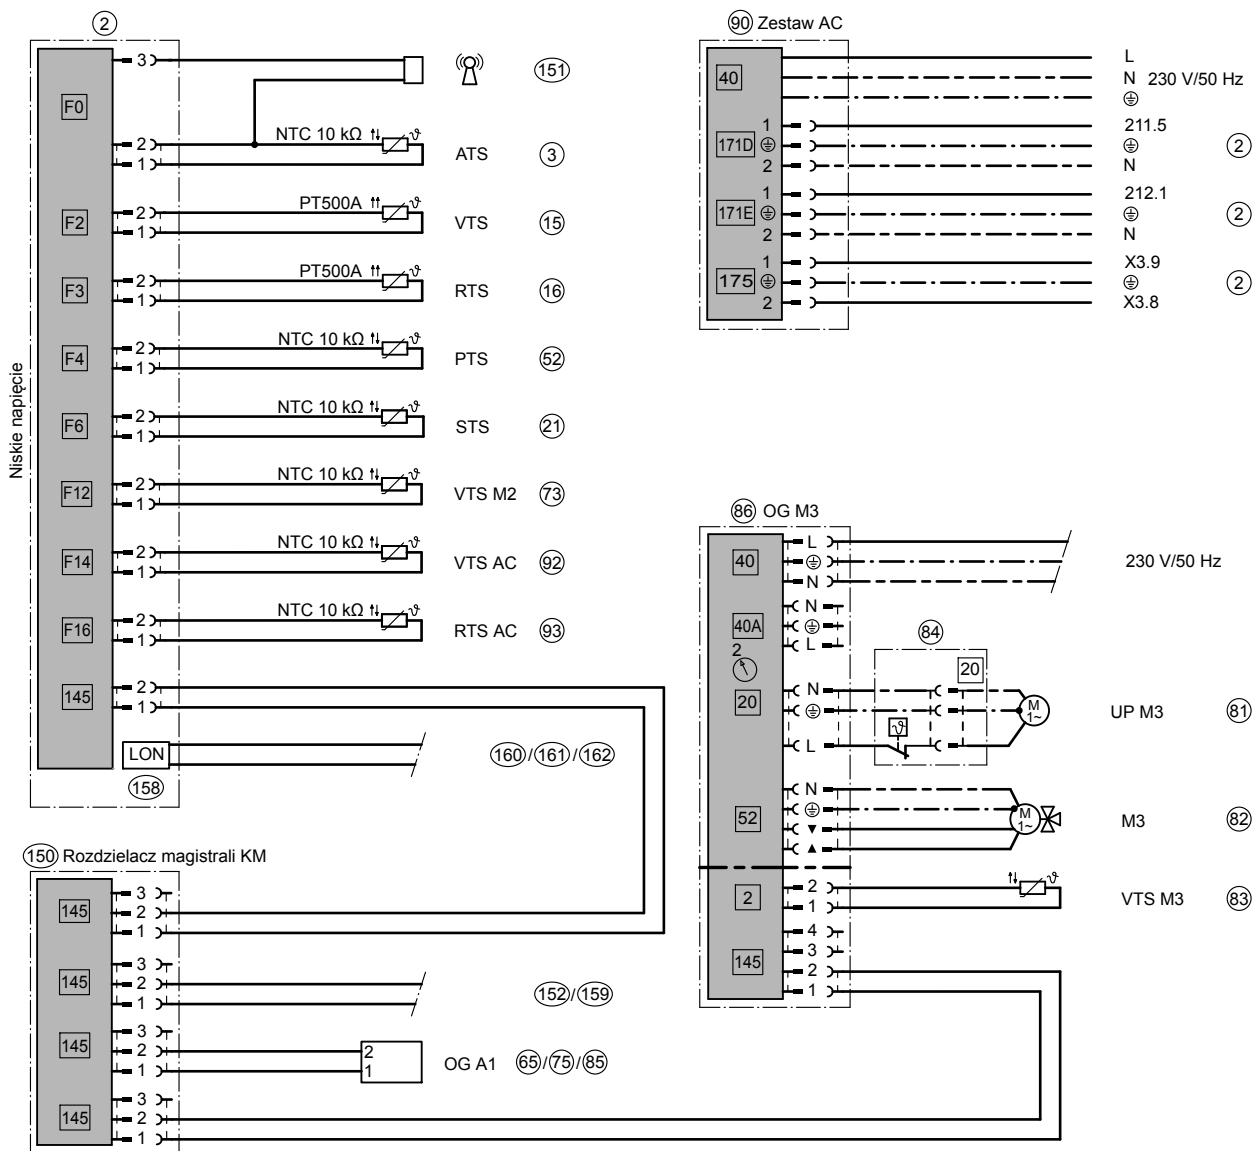 2
Niskie napięcie
3
151
F0
2
1
NTC 10 kΩ
ϑ
ATS
3
F2
2
1
PT500A
ϑ
VTS
15
F3
2
1
PT500A
ϑ
RTS
16
F4
2
1
NTC 10 kΩ
ϑ
PTS
52
F6
2
1
NTC 10 kΩ
ϑ
STS
21
F12
2
1
NTC 10 kΩ
ϑ
VTS M2
73
F14
2
1
NTC 10 kΩ
ϑ
VTS AC
92
F16
2
1
NTC 10 kΩ
ϑ
RTS AC
93
145
2
1
LON
158
160/161/162
150 Rozdzielacz magistrali KM
145
3
2
1
145
3
2
1
152/159
145
3
2
1
2
1
OG A1
65/75/85
145
3
2
1
90 Zestaw AC
40
L
N 230 V/50 Hz
171D
1
2
211.5
N
2
171E
1
2
212.1
N
2
175
1
2
X3.9
X3.8
2
86 OG M3
40
L
N
230 V/50 Hz
40A
N
L
2
84
20
20
N
L
ϑ
M
1~
UP M3
81
52
N
▼
▲
M
1~
M3
82
2
2
1
ϑ
VTS M3
83
145
4
3
2
1